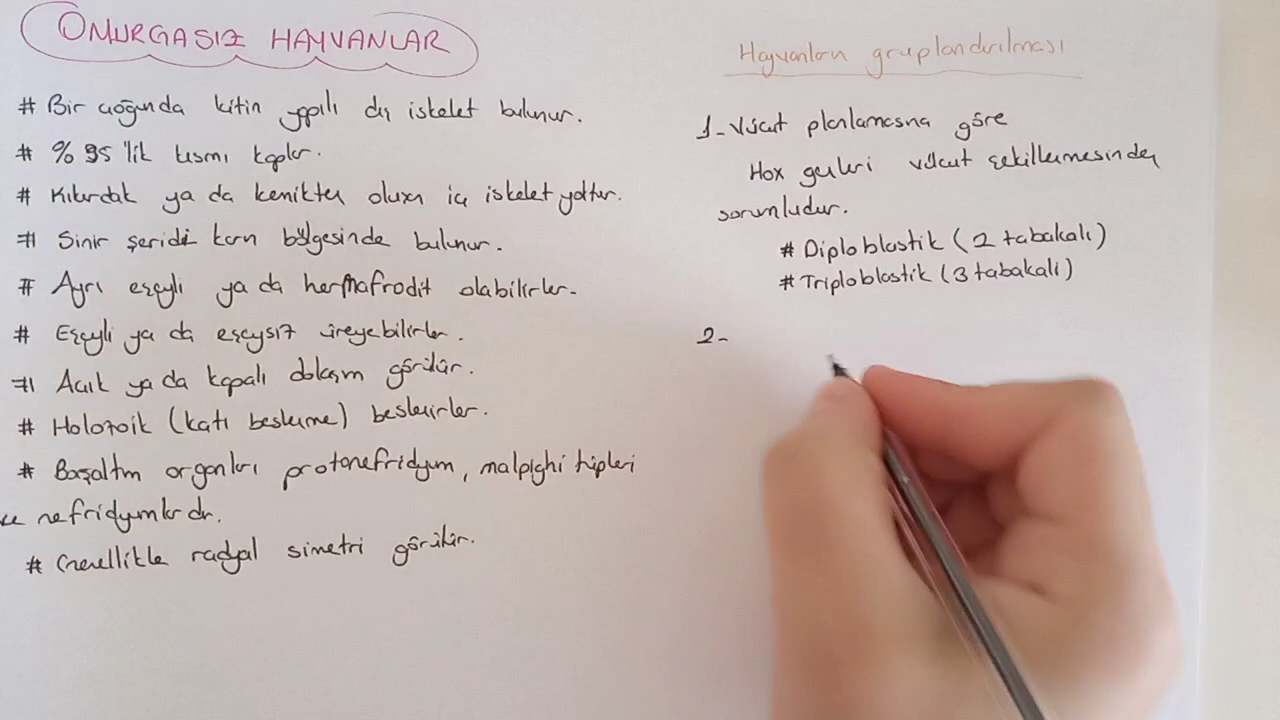 OMURGASIZ HAYVANLAR
# Bir çoğunda kitin yapılı dış iskelet bulunur.
# % 95 'lik kısmı kaplar.
# Kıkırdak ya da kemikten oluşan iç iskelet yoktur.
# Sinir şeridi karın bölgesinde bulunur.
# Ayrı eşeyli ya da hermafrodit olabilirler.
# Eşeyli ya da eşeysiz üreyebilirler.
# Açık ya da kapalı dolaşım görülür.
# Holozoik (katı beslenme) beslenirler.
# Boşaltım organları protonefridyum, malpighi tüpleri
ve nefridyumlardır.
# Genellikle radyal simetri görülür.
Hayvanların gruplandırılması
1- Vücut planlamasına göre
Hox genleri vücut şekillenmesinden
sorumludur.
# Diploblastik (2 tabakalı)
# Triploblastik (3 tabakalı)
2-